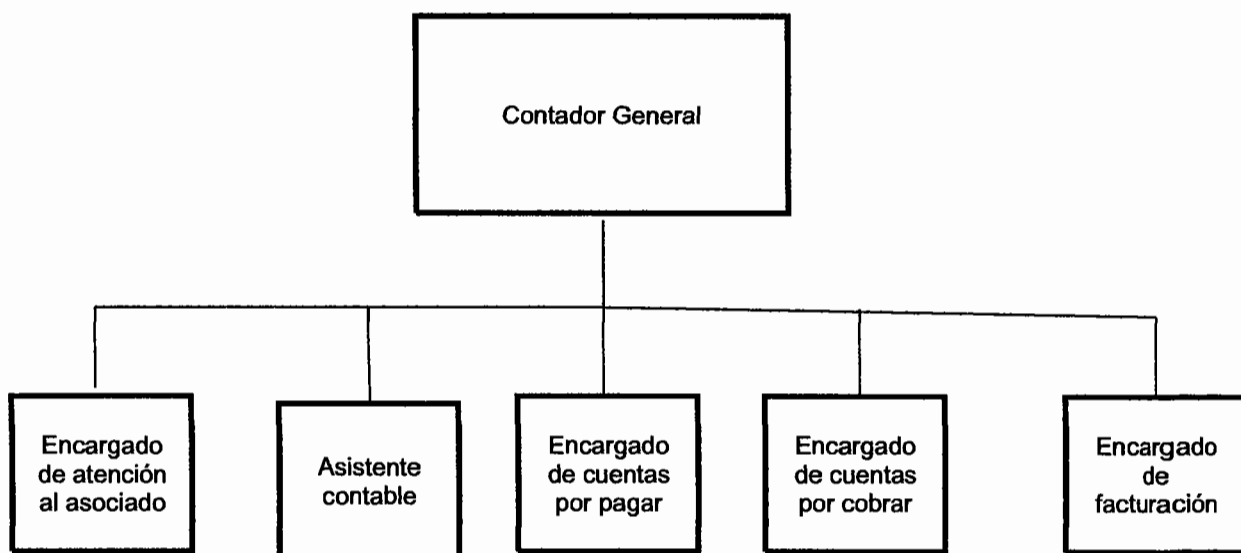 Contador General
Encargado
de atención
al asociado
Asistente
contable
Encargado
de cuentas
por pagar
Encargado
de cuentas
por cobrar
Encargado
de
facturación